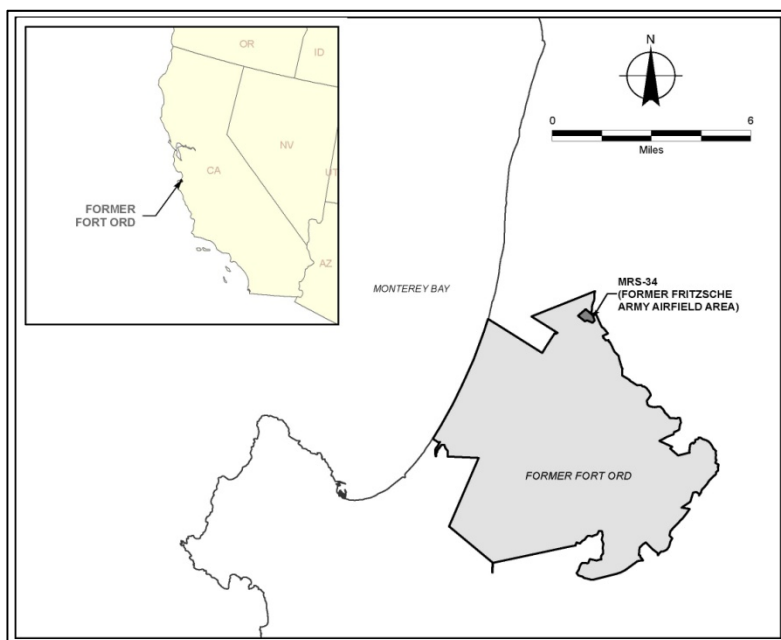 OR
ID
NV
CA
UT
AZ
FORMER
FORT ORD
N
0 6
Miles
MONTEREY BAY
MRS-34
(FORMER FRITZSCHE
ARMY AIRFIELD AREA)
FORMER FORT ORD